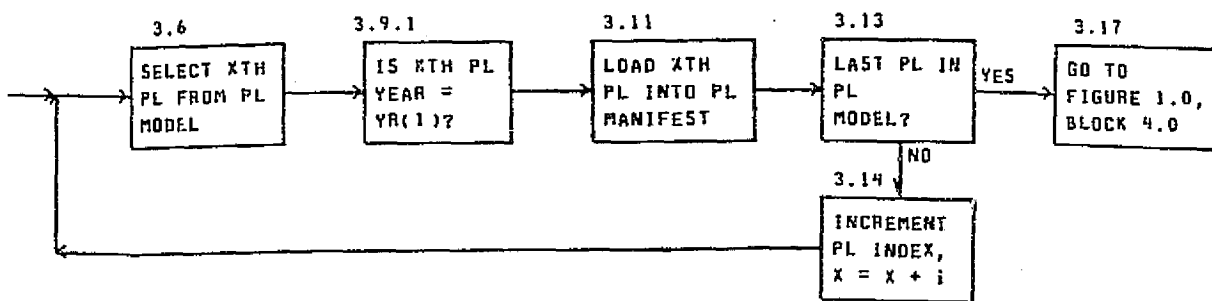 3.6
SELECT XTH
PL FROM PL
MODEL
3.9.1
IS XTH PL
YEAR =
YR(1)?
3.11
LOAD XTH
PL INTO PL
MANIFEST
3.13
LAST PL IN
PL
MODEL?
YES
NO
3.17
GO TO
FIGURE 1.0,
BLOCK 4.0
3.14
INCREMENT
PL INDEX,
X = X + i